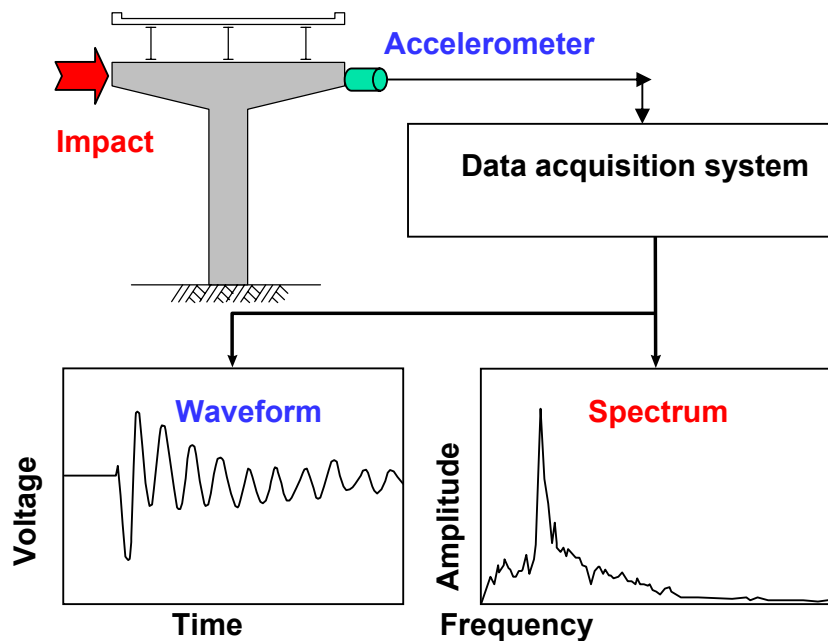 Accelerometer
Impact
Data acquisition system
Waveform
Voltage
Time
Spectrum
Amplitude
Frequency